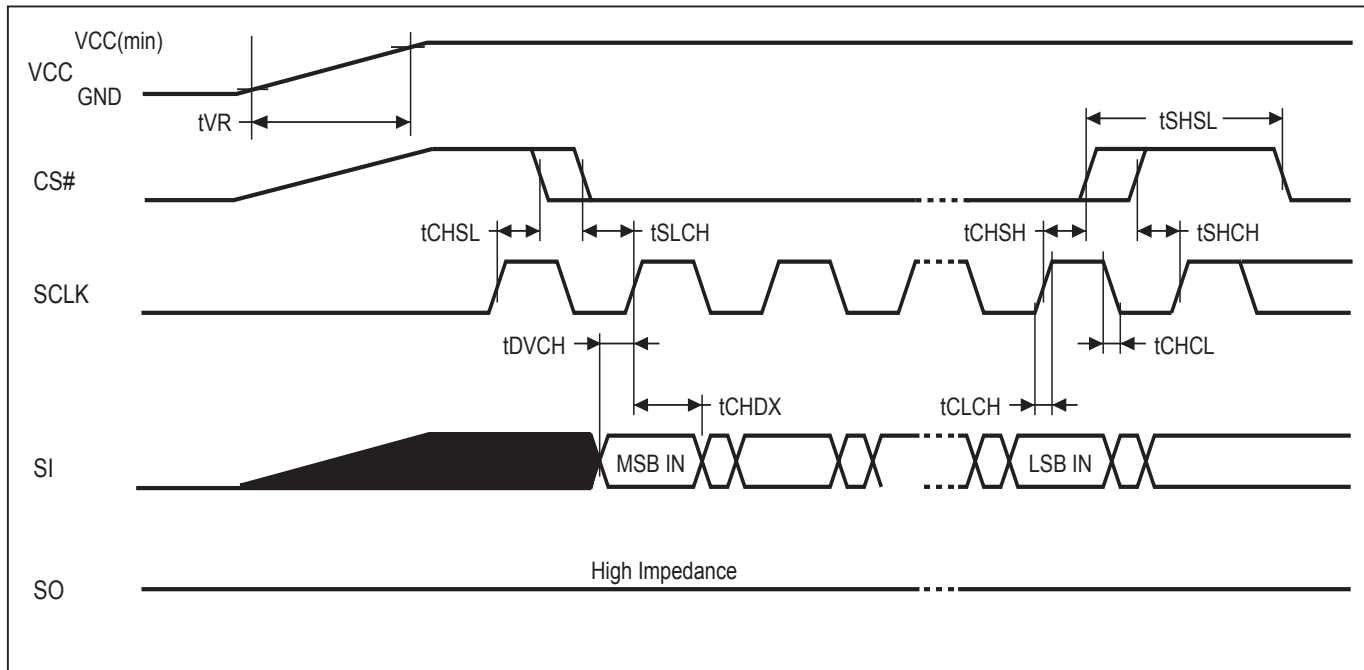 VCC(min)
VCC
GND
tVR
tSHSL
CS#
tCHSL
tSLCH
tCHSH
tSHCH
SCLK
tDVCH
tCHCL
tCHDX
tCLCH
SI
MSB IN
LSB IN
High Impedance
SO